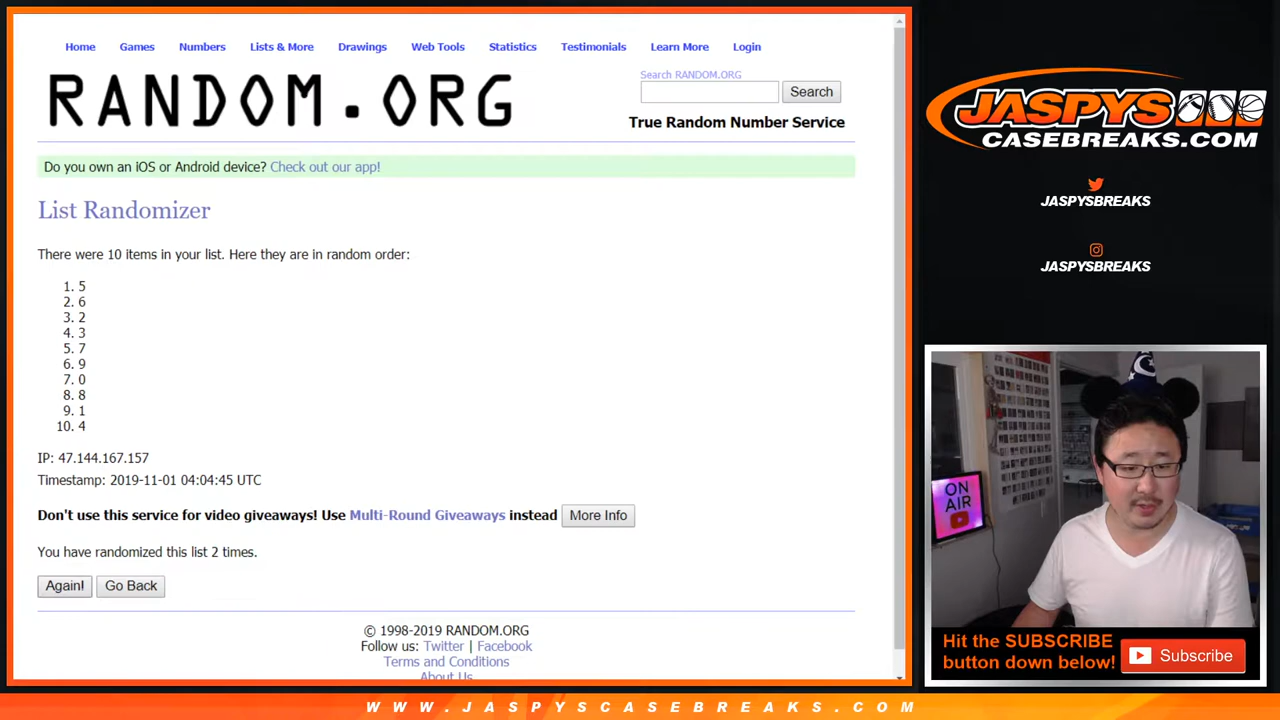 Home Games Numbers Lists & More Drawings Web Tools Statistics Testimonials Learn More Login
RANDOM.ORG
Search RANDOM.ORG
Search
True Random Number Service
Do you own an iOS or Android device? Check out our app!
List Randomizer
There were 10 items in your list. Here they are in random order:
1. 5
2. 6
3. 2
4. 3
5. 7
6. 9
7. 0
8. 8
9. 1
10. 4
IP: 47.144.167.157
Timestamp: 2019-11-01 04:04:45 UTC
Don't use this service for video giveaways! Use Multi-Round Giveaways instead More Info
You have randomized this list 2 times.
Again! Go Back
© 1998-2019 RANDOM.ORG
Follow us: Twitter | Facebook
Terms and Conditions
About Us
JASPYS
CASEBREAKS.COM
JASPYSBREAKS
JASPYSBREAKS
ON
AIR
Hit the SUBSCRIBE
button down below!
Subscribe
WWW.JASPYSCASEBREAKS.COM